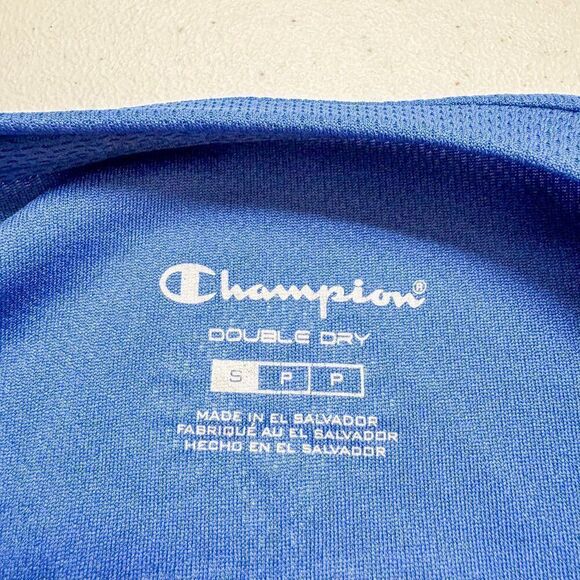 Champion®
DOUBLE DRY
S P P
MADE IN EL SALVADOR
FABRIQUÉ AU EL SALVADOR
HECHO EN EL SALVADOR